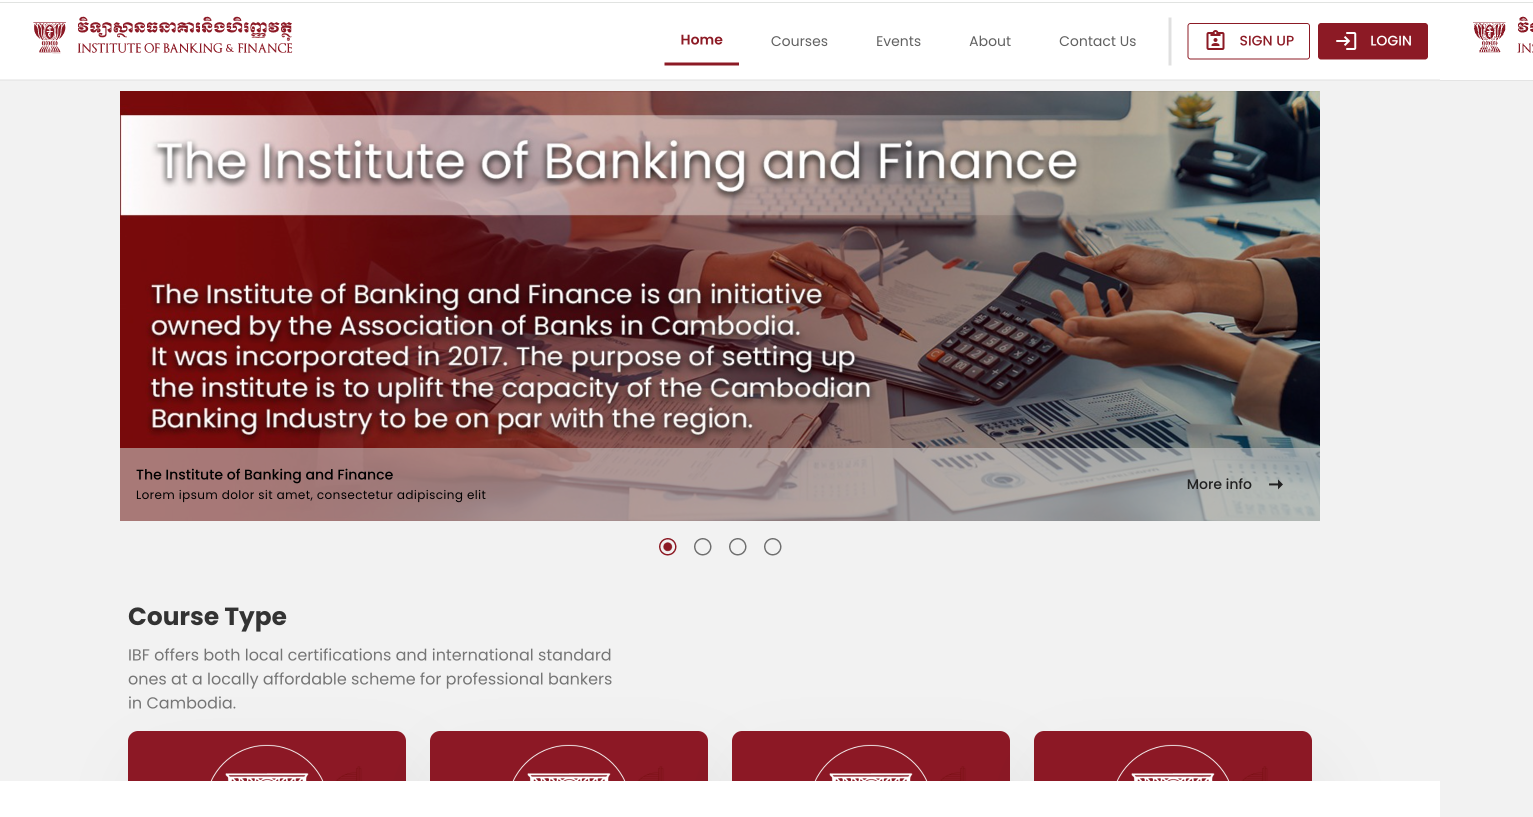 វិទ្យាស្ថានធនាគារនិងហិរញ្ញវត្ថុ
INSTITUTE OF BANKING & FINANCE
Home
Courses
Events
About
Contact Us
SIGN UP
LOGIN
The Institute of Banking and Finance
The Institute of Banking and Finance is an initiative
owned by the Association of Banks in Cambodia.
It was incorporated in 2017. The purpose of setting up
the institute is to uplift the capacity of the Cambodian
Banking Industry to be on par with the region.
The Institute of Banking and Finance
Lorem ipsum dolor sit amet, consectetur adipiscing elit
More info
Course Type
IBF offers both local certifications and international standard
ones at a locally affordable scheme for professional bankers
in Cambodia.